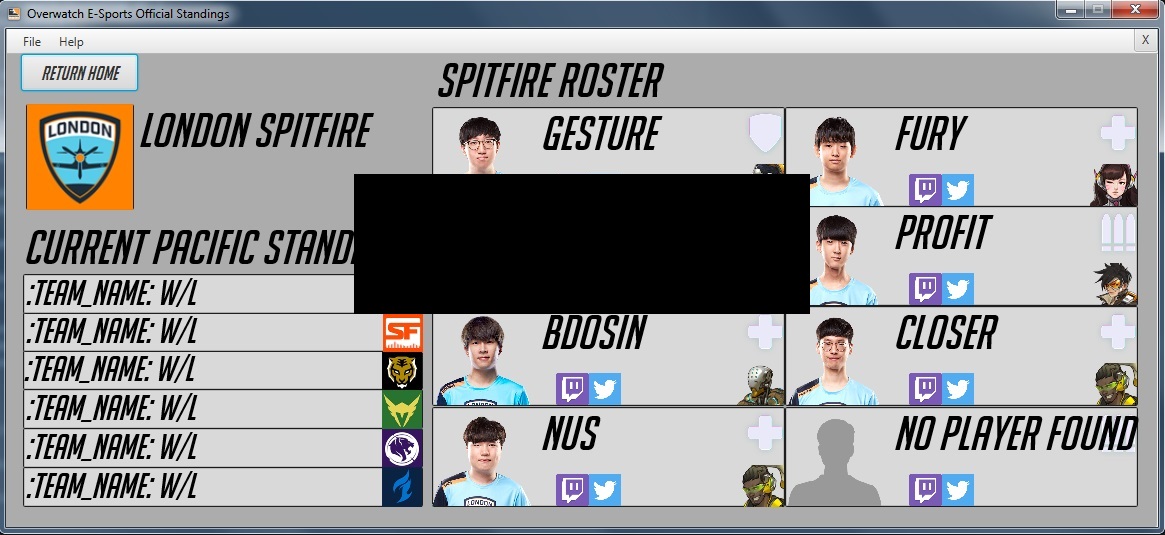 Overwatch E-Sports Official Standings
File Help
X
RETURN HOME
LONDON
LONDON SPITFIRE
CURRENT PACIFIC STAND
:TEAM_NAME: W/L
:TEAM_NAME: W/L
SF
:TEAM_NAME: W/L
:TEAM_NAME: W/L
:TEAM_NAME: W/L
:TEAM_NAME: W/L
SPITFIRE ROSTER
GESTURE
FURY
PROFIT
BDOSIN
CLOSER
NUS
NO PLAYER FOUND